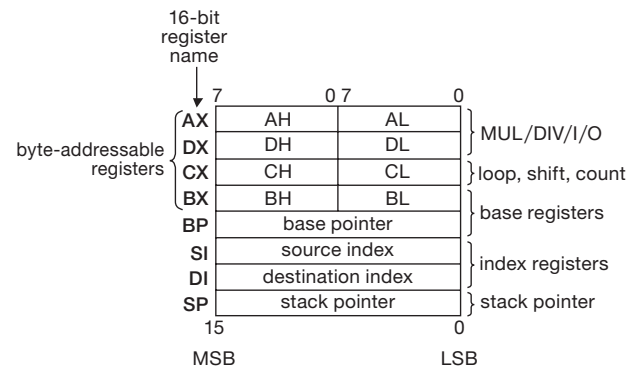 16-bit
register
name
7 0 7 0
AX AH AL
DX DH DL
MUL/DIV/I/O
byte-addressable
registers
CX CH CL loop, shift, count
BX BH BL
base registers
BP base pointer
SI source index
index registers
DI destination index
SP stack pointer stack pointer
15 0
MSB LSB